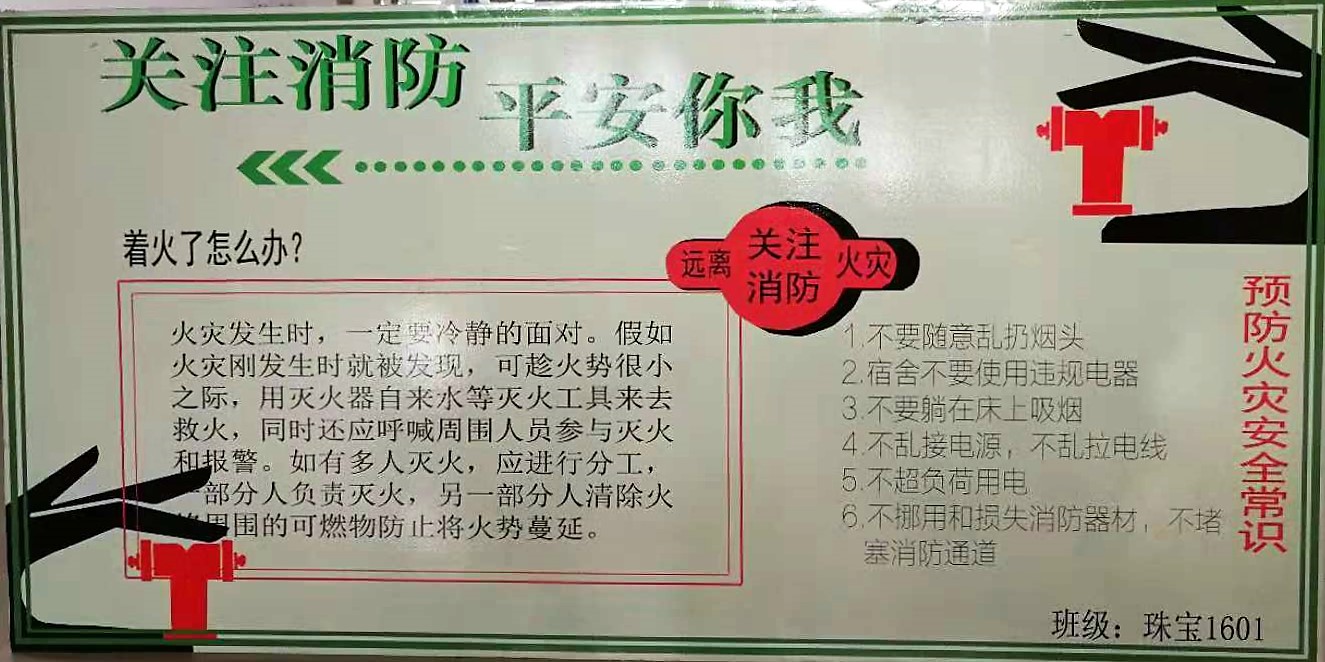 关注消防
平安你我
着火了怎么办?
远离
关注
消防
火灾
火灾发生时，一定要冷静的面对。假如
火灾刚发生时就被发现，可趁火势很小
之际，用灭火器自来水等灭火工具来去
救火，同时还应呼喊周围人员参与灭火
和报警。如有多人灭火，应进行分工，
一部分人负责灭火，另一部分人清除火
周围的可燃物防止将火势蔓延。
1.不要随意乱扔烟头
2.宿舍不要使用违规电器
3.不要躺在床上吸烟
4.不乱接电源，不乱拉电线
5.不超负荷用电
6.不挪用和损失消防器材，不堵
塞消防通道
预防火灾安全常识
班级：珠宝1601